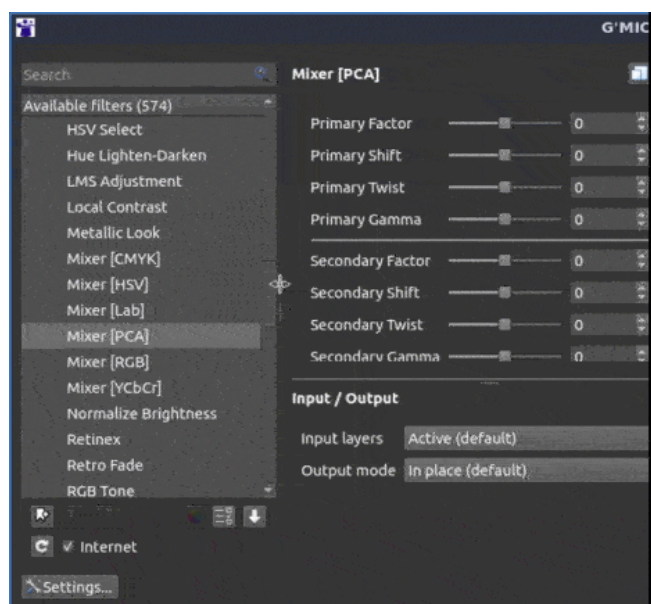 G'MIC
Search
Mixer [PCA]
Available filters (574)
HSV Select
Hue Lighten-Darken
LMS Adjustment
Local Contrast
Metallic Look
Mixer [CMYK]
Mixer [HSV]
Mixer [Lab]
Mixer [PCA]
Mixer [RGB]
Mixer [YCbCr]
Normalize Brightness
Retinex
Retro Fade
RGB Tone
Internet
Settings...
Primary Factor 0
Primary Shift 0
Primary Twist 0
Primary Gamma 0
Secondary Factor 0
Secondary Shift 0
Secondary Twist 0
Secondary Gamma 0
Input / Output
Input layers Active (default)
Output mode In place (default)